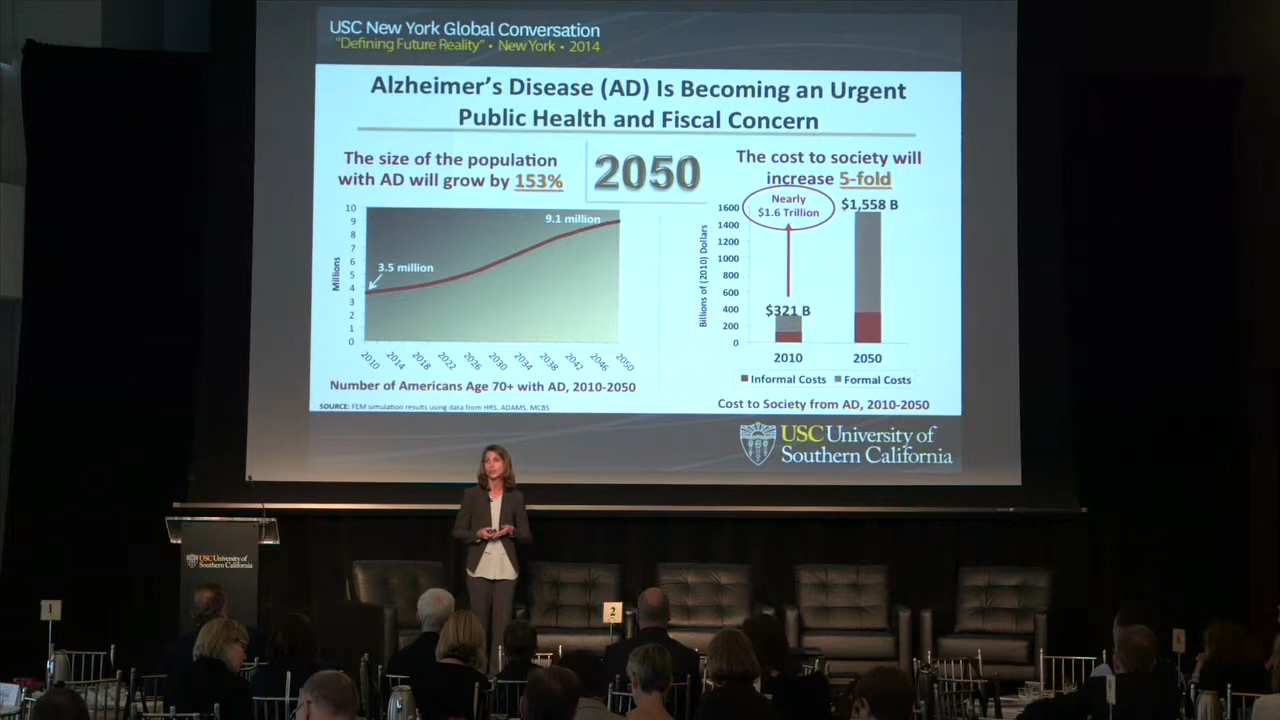 USC New York Global Conversation
"Defining Future Reality" • New York • 2014
Alzheimer's Disease (AD) Is Becoming an Urgent
Public Health and Fiscal Concern
The size of the population
with AD will grow by 153%
2050
The cost to society will
increase 5-fold
10
9
8
7
6
5
4
3
2
1
0
Millions
9.1 million
3.5 million
2010
2014
2018
2022
2026
2030
2034
2038
2042
2046
2050
Number of Americans Age 70+ with AD, 2010-2050
SOURCE: FEM simulation results using data from HRS, ADAMS, MCBS
1600
1400
1200
1000
800
600
400
200
0
Billions of (2010) Dollars
Nearly
$1.6 Trillion
$1,558 B
$321 B
2010
2050
Informal Costs
Formal Costs
Cost to Society from AD, 2010-2050
USC University of
Southern California
USC University of
Southern California
1
2